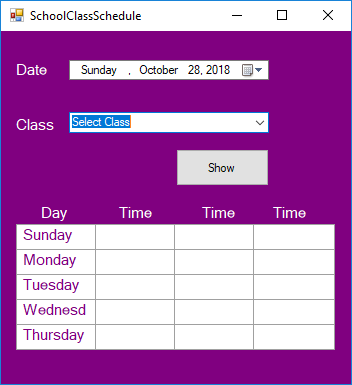 SchoolClassSchedule
Date Sunday , October 28, 2018
Class Select Class
Show
Day Time Time Time
Sunday
Monday
Tuesday
Wednesd
Thursday